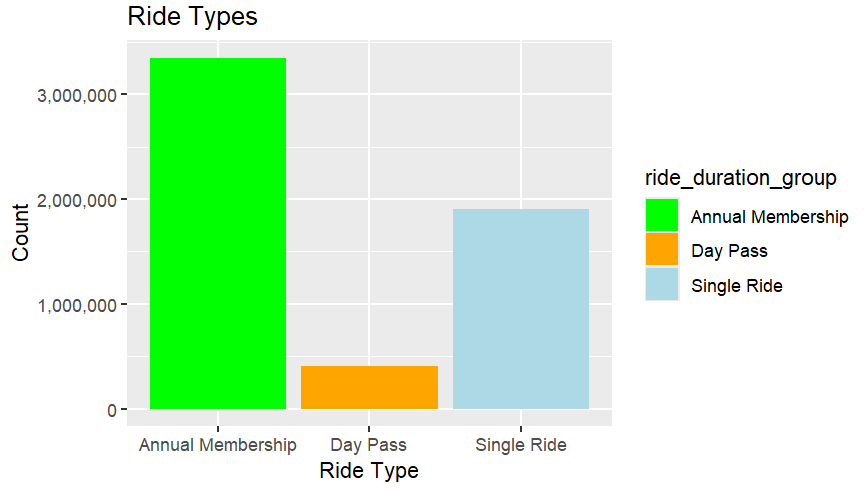 Ride Types
3,000,000
2,000,000
1,000,000
0
Count
Annual Membership
Day Pass
Single Ride
Ride Type
ride_duration_group
Annual Membership
Day Pass
Single Ride